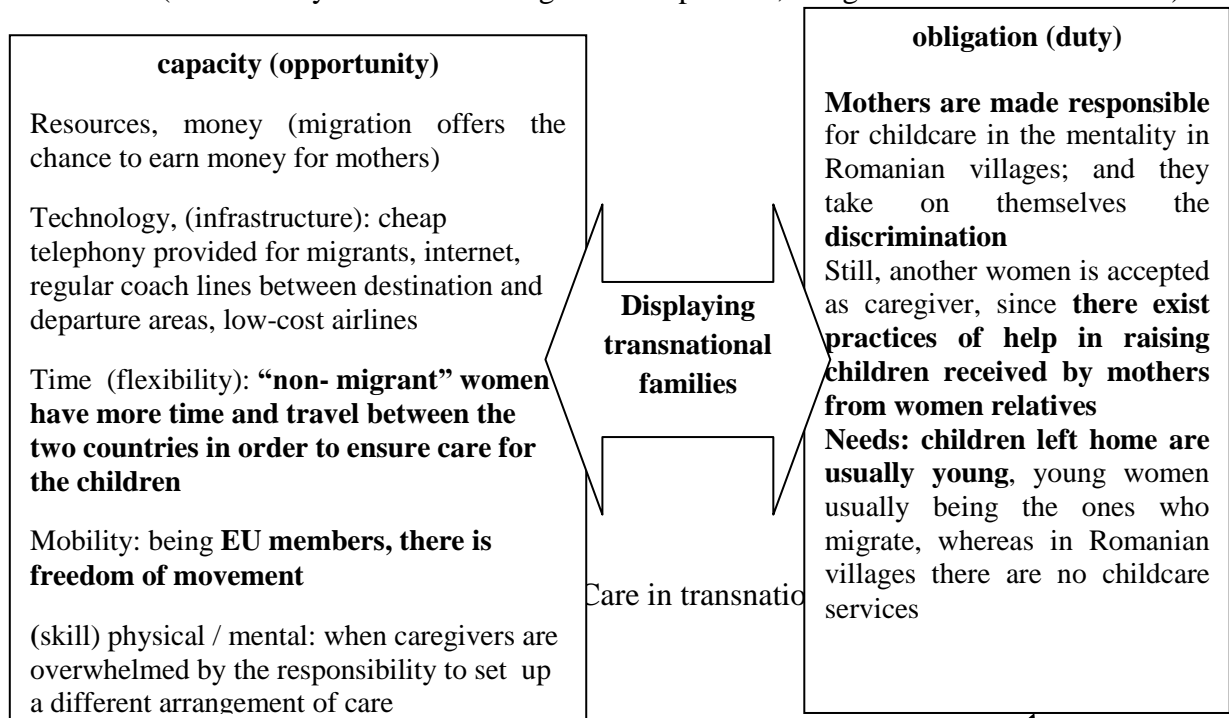 capacity (opportunity)
Resources, money (migration offers the
chance to earn money for mothers)
Technology, (infrastructure): cheap
telephony provided for migrants, internet,
regular coach lines between destination and
departure areas, low-cost airlines
Time (flexibility): “non- migrant” women
have more time and travel between the
two countries in order to ensure care for
the children
Mobility: being EU members, there is
freedom of movement
(skill) physical / mental: when caregivers are
overwhelmed by the responsibility to set up
a different arrangement of care
Displaying
transnational
families
Care in transnatio
obligation (duty)
Mothers are made responsible
for childcare in the mentality in
Romanian villages; and they
take on themselves the
discrimination
Still, another women is accepted
as caregiver, since there exist
practices of help in raising
children received by mothers
from women relatives
Needs: children left home are
usually young, young women
usually being the ones who
migrate, whereas in Romanian
villages there are no childcare
services